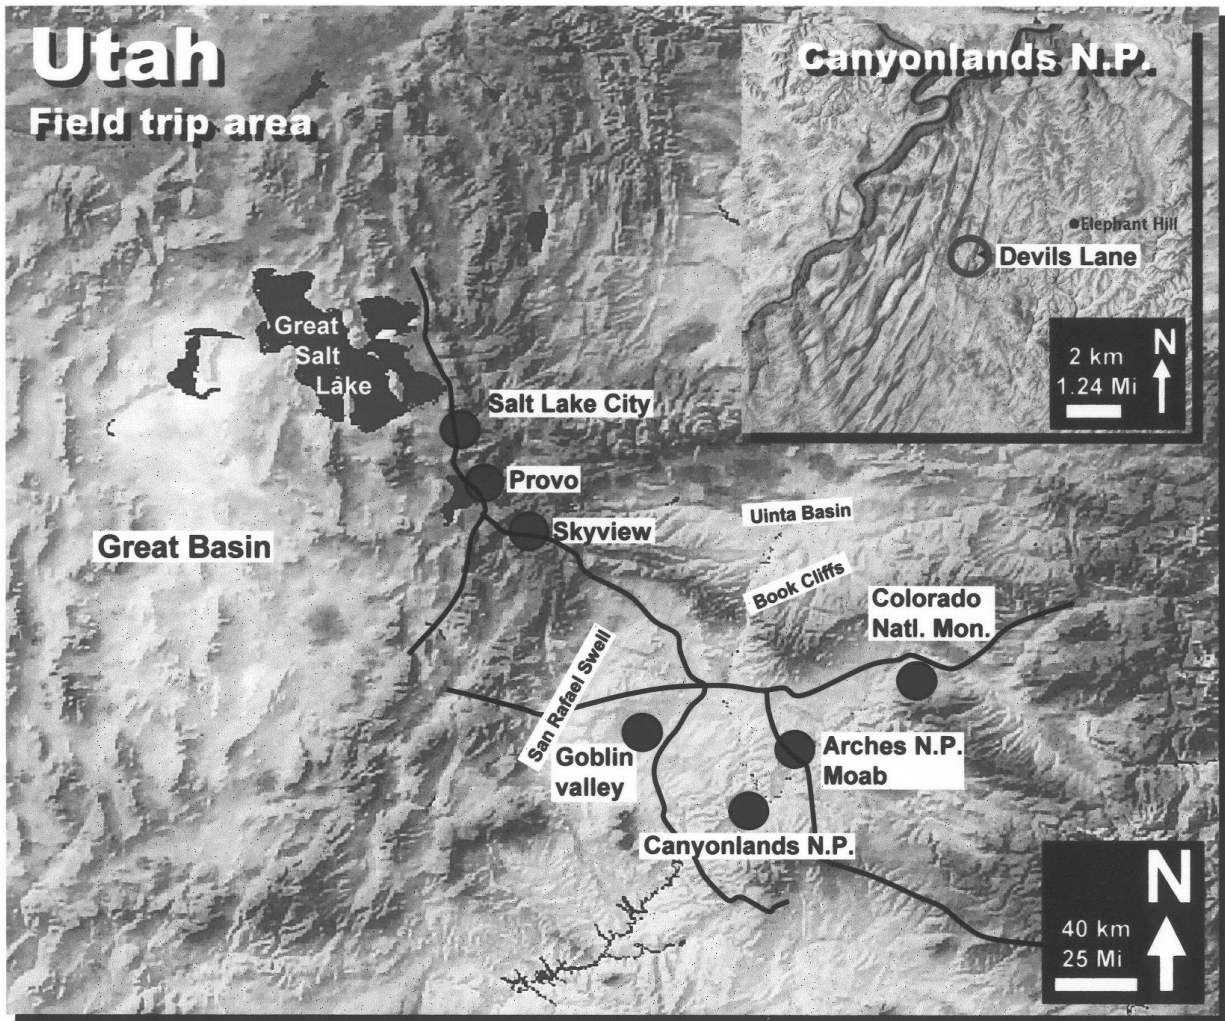 Utah
Field trip area
Canyonlands N.P.
Elephant Hill
Devils Lane
2 km
1.24 Mi
N
Great
Salt
Lake
Salt Lake City
Provo
Skyview
Great Basin
Uinta Basin
Book Cliffs
Colorado
Natl. Mon.
San Rafael Swell
Goblin
valley
Arches N.P.
Moab
Canyonlands N.P.
N
40 km
25 Mi